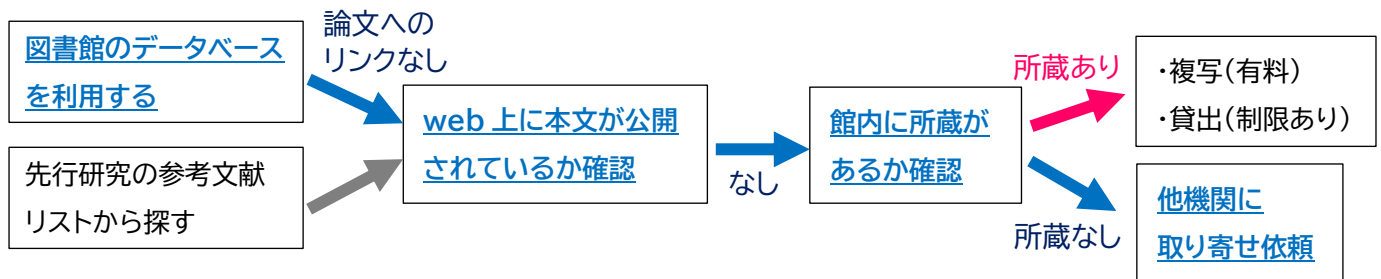 図書館のデータベース
を利用する
論文への
リンクなし
先行研究の参考文献
リストから探す
web 上に本文が公開
されているか確認
なし
館内に所蔵が
あるか確認
所蔵あり
・複写(有料)
・貸出(制限あり)
所蔵なし
他機関に
取り寄せ依頼